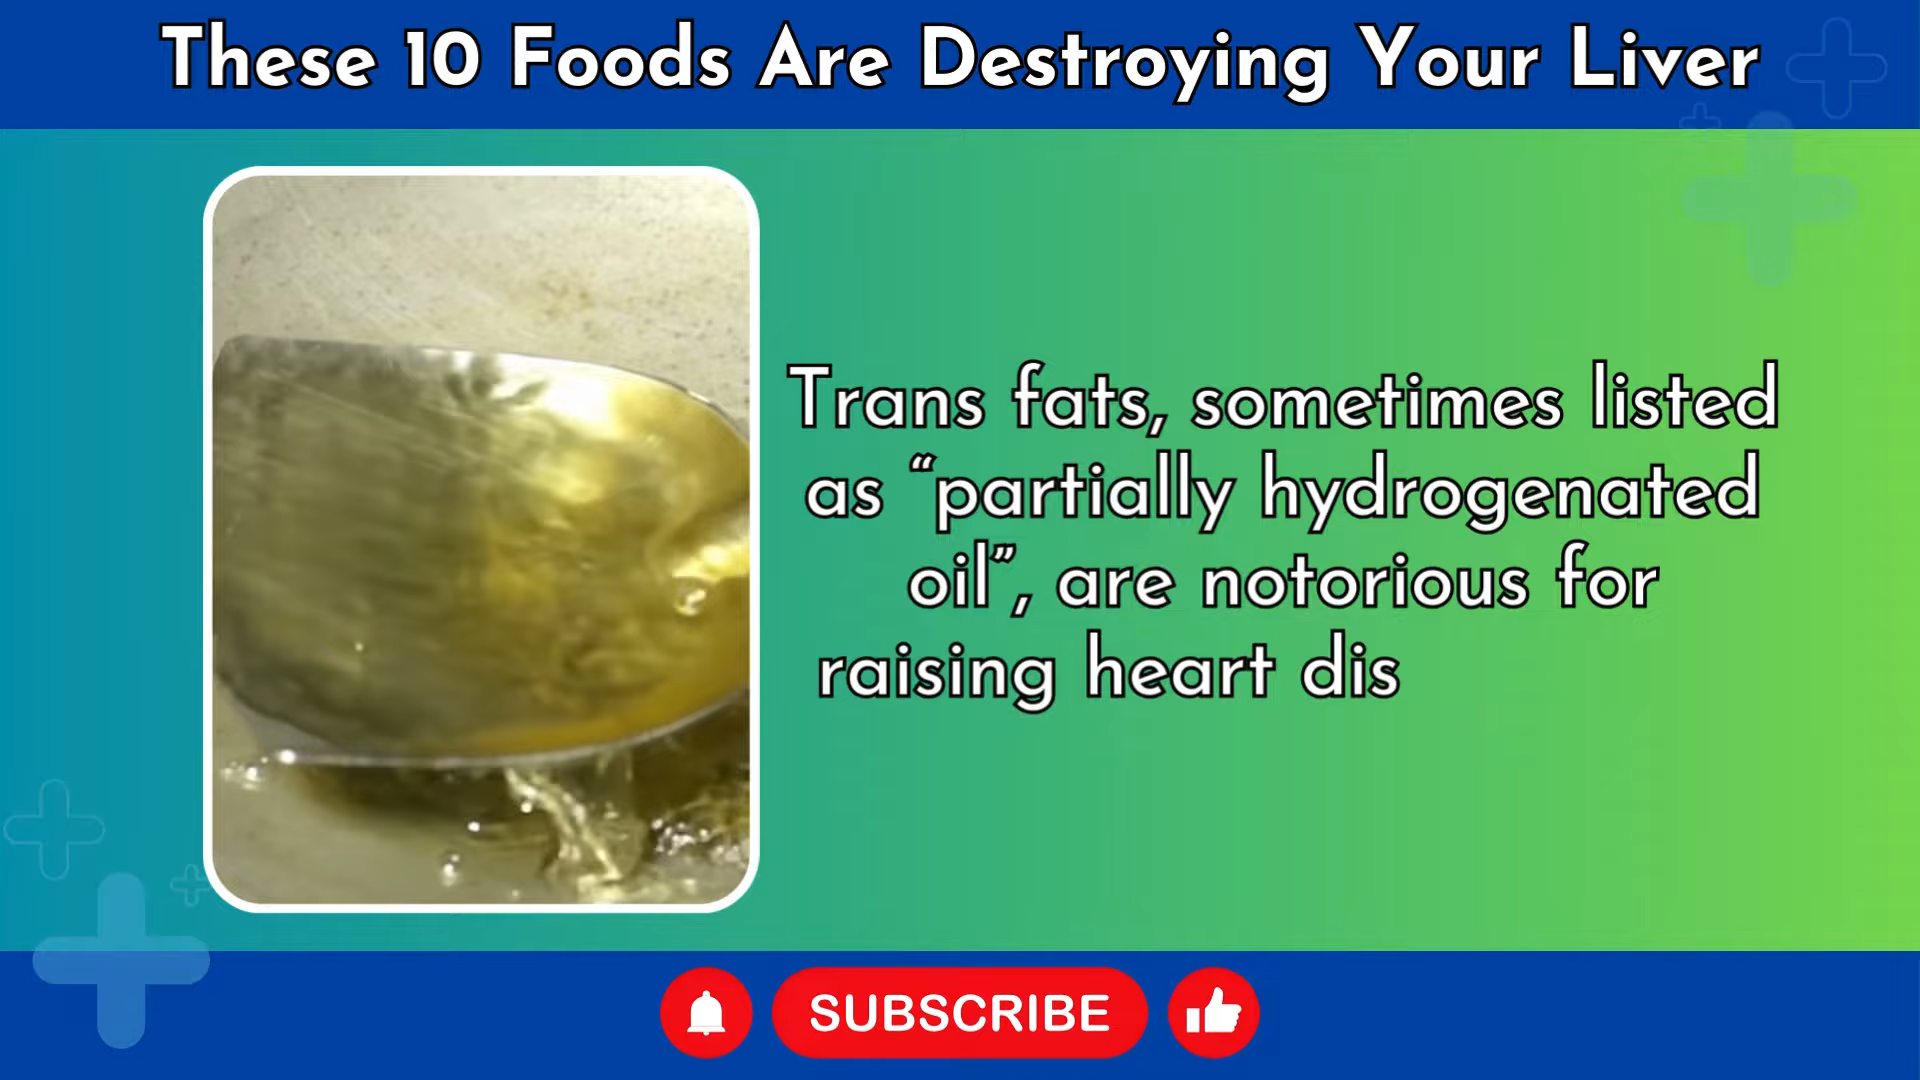 These 10 Foods Are Destroying Your Liver
Trans fats, sometimes listed
as “partially hydrogenated
oil”, are notorious for
raising heart dis
SUBSCRIBE